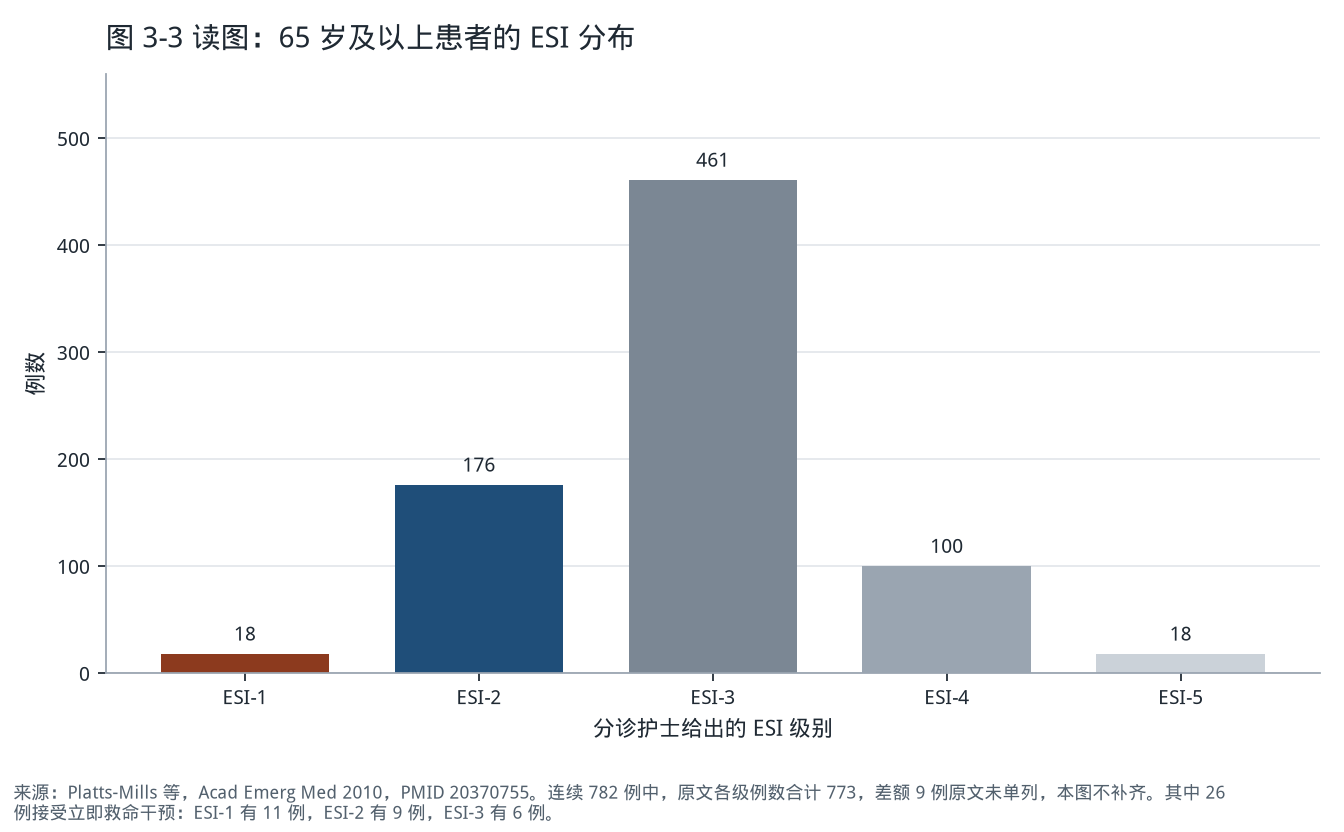 图 3-3 读图：65 岁及以上患者的 ESI 分布
例数
500
400
300
200
100
0
18
176
461
100
18
ESI-1
ESI-2
ESI-3
ESI-4
ESI-5
分诊护士给出的 ESI 级别
来源：Platts-Mills 等，Acad Emerg Med 2010，PMID 20370755。连续 782 例中，原文各级例数合计 773，差额 9 例原文未单列，本图不补齐。其中 26
例接受立即救命干预：ESI-1 有 11 例，ESI-2 有 9 例，ESI-3 有 6 例。